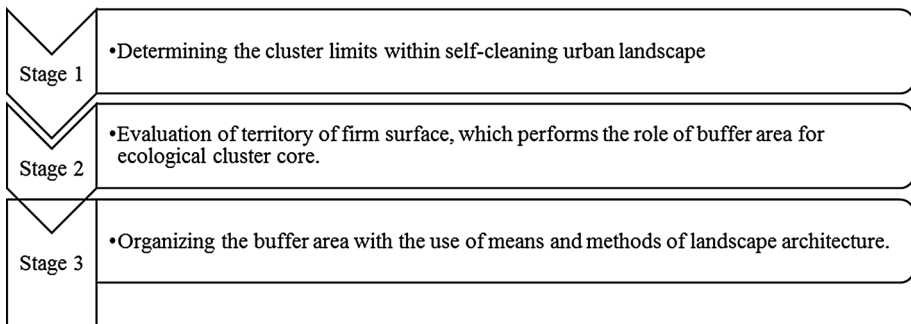 Stage 1
•Determining the cluster limits within self-cleaning urban landscape
Stage 2
•Evaluation of territory of firm surface, which performs the role of buffer area for
ecological cluster core.
Stage 3
•Organizing the buffer area with the use of means and methods of landscape architecture.